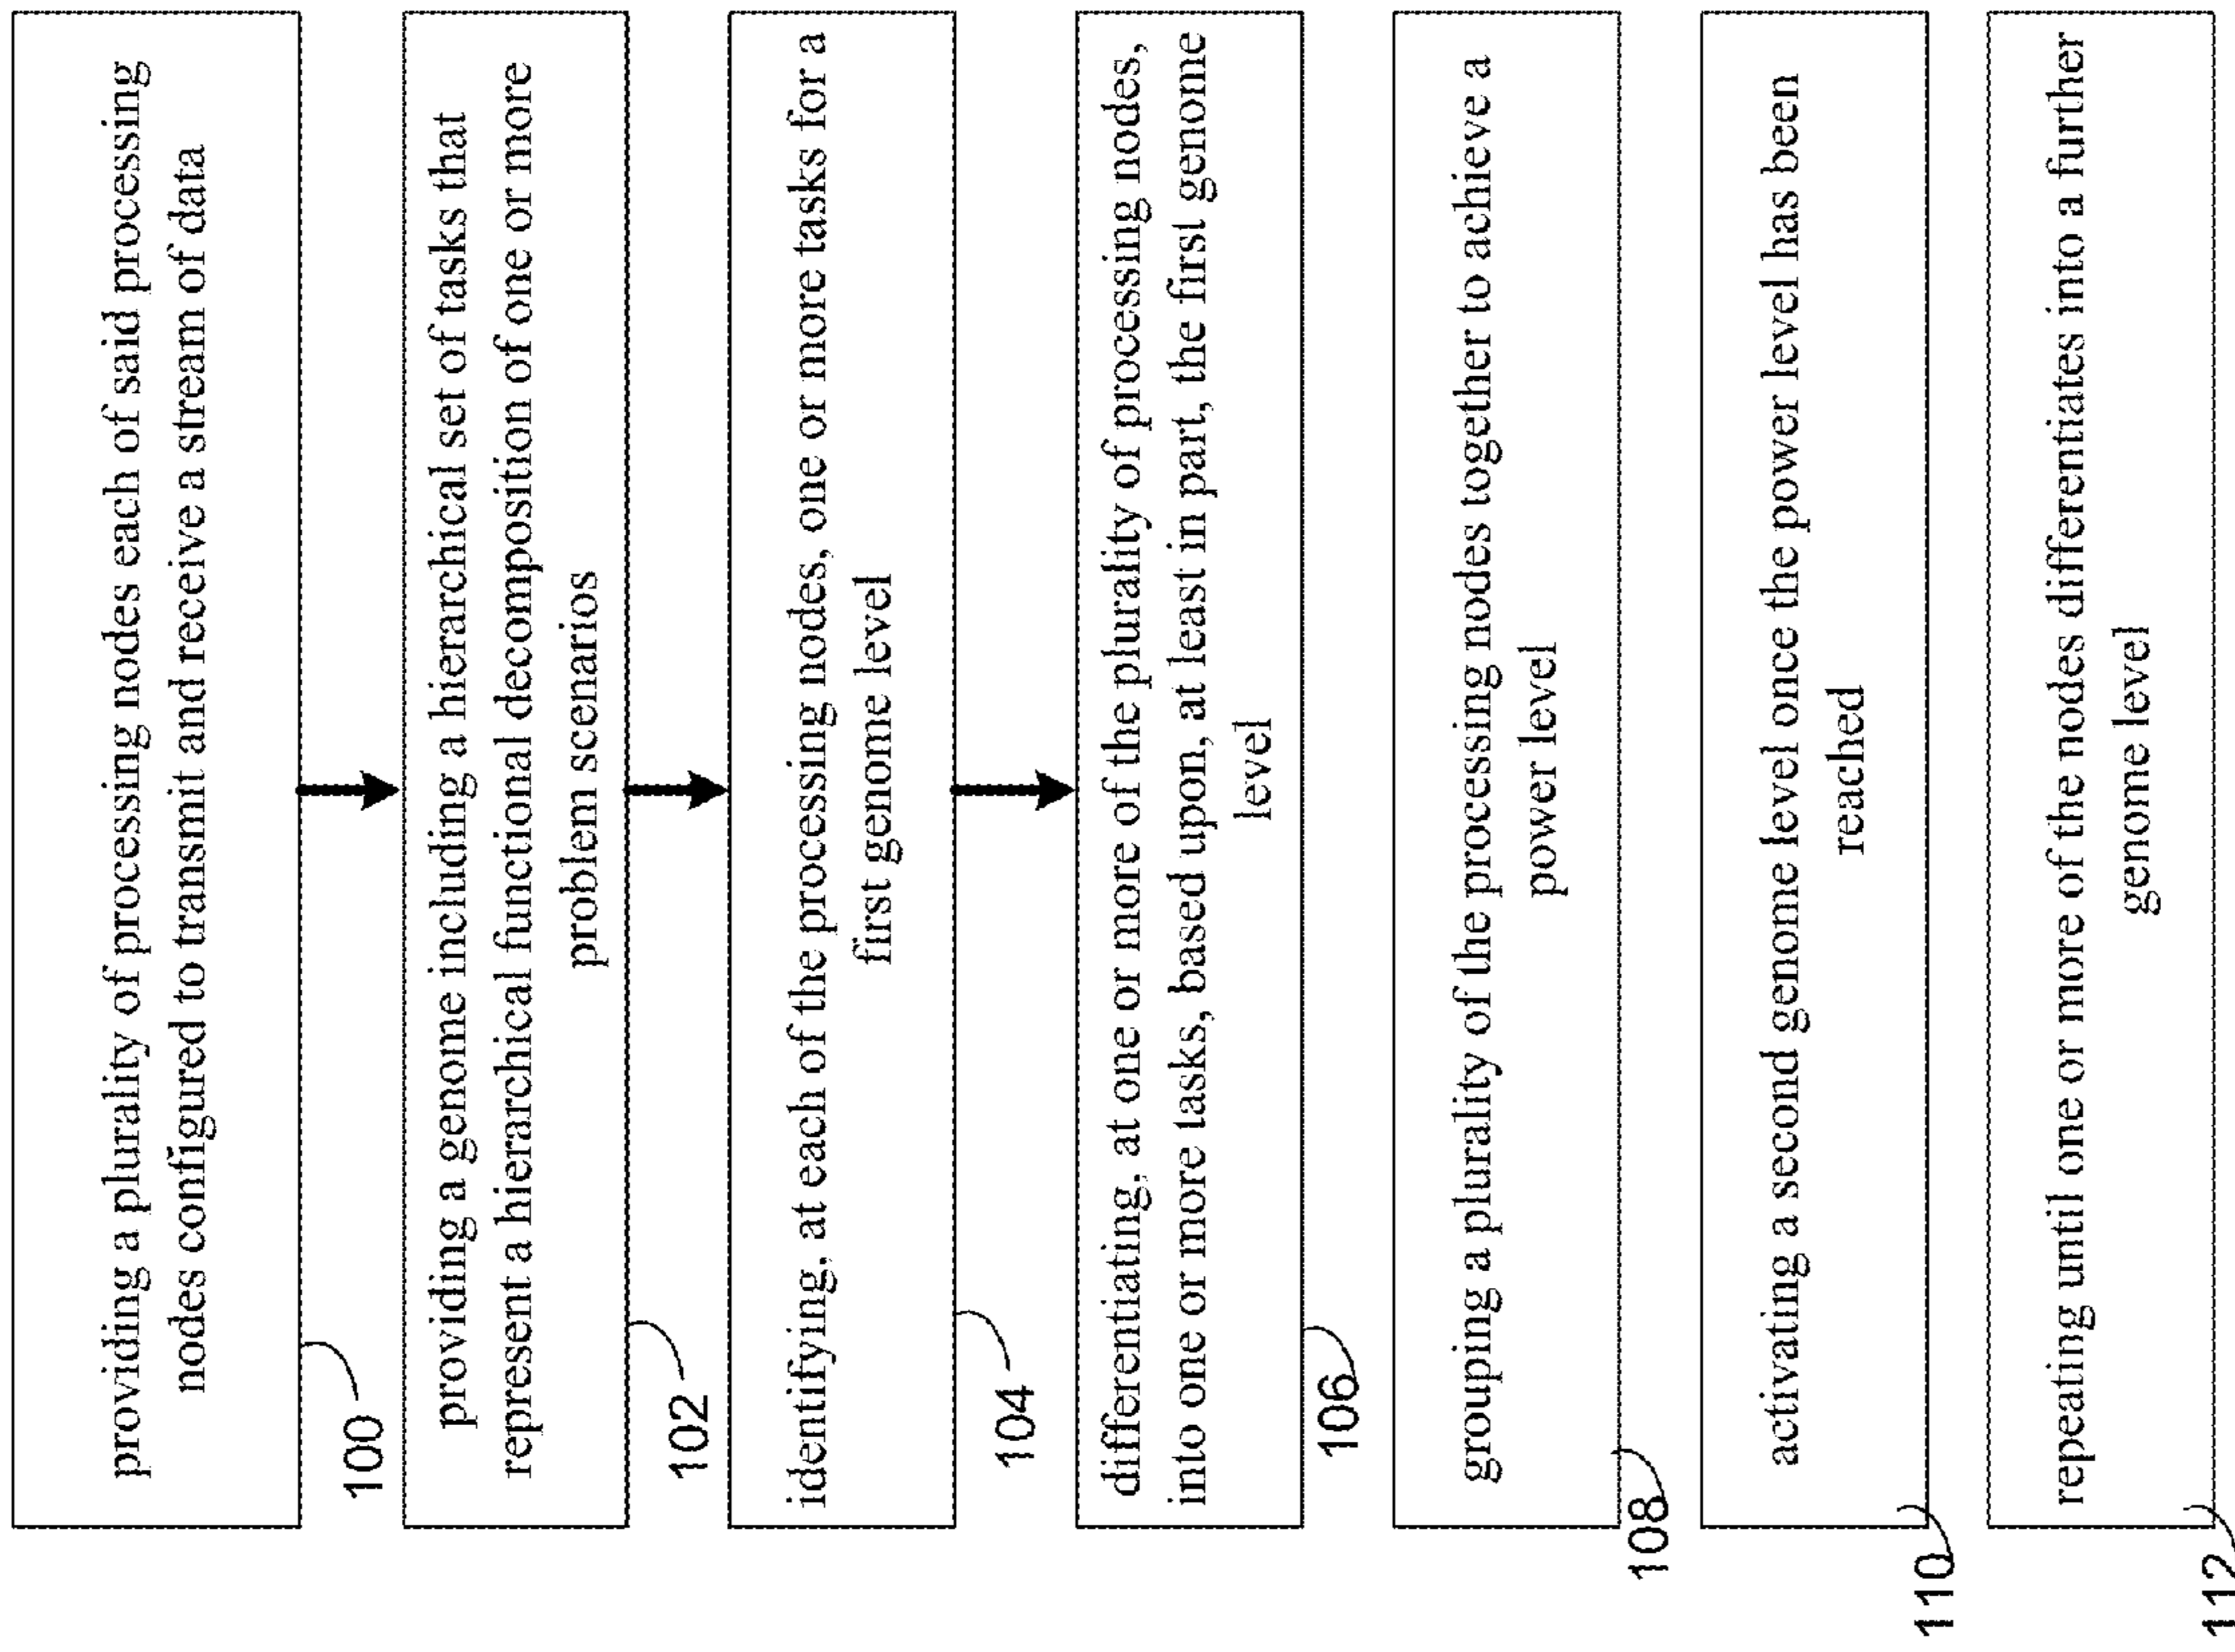 providing a plurality of processing nodes each of said processing
nodes configured to transmit and receive a stream of data
100
providing a genome including a hierarchical set of tasks that
represent a hierarchical functional decomposition of one or more
problem scenarios
102
identifying, at each of the processing nodes, one or more tasks for a
first genome level
104
differentiating, at one or more of the plurality of processing nodes,
into one or more tasks, based upon, at least in part, the first genome
level
106
grouping a plurality of the processing nodes together to achieve a
power level
108
activating a second genome level once the power level has been
reached
110
repeating until one or more of the nodes differentiates into a further
genome level
112